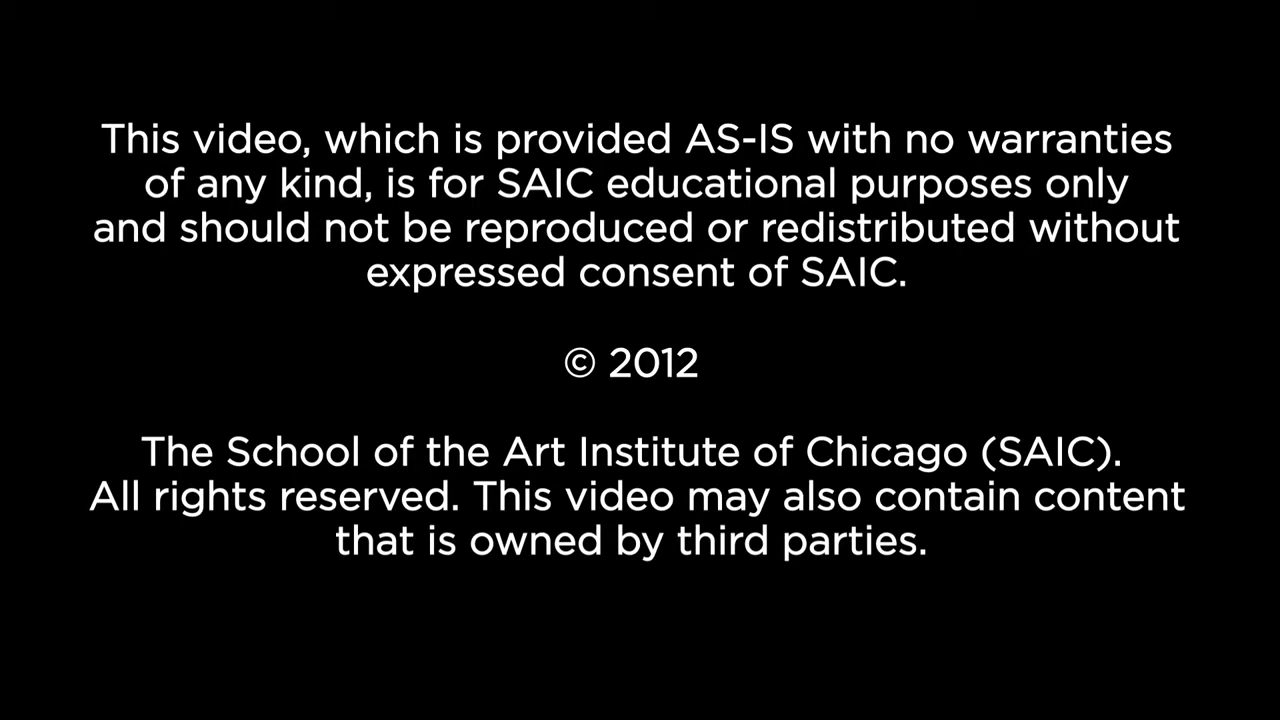 This video, which is provided AS-IS with no warranties
of any kind, is for SAIC educational purposes only
and should not be reproduced or redistributed without
expressed consent of SAIC.
© 2012
The School of the Art Institute of Chicago (SAIC).
All rights reserved. This video may also contain content
that is owned by third parties.